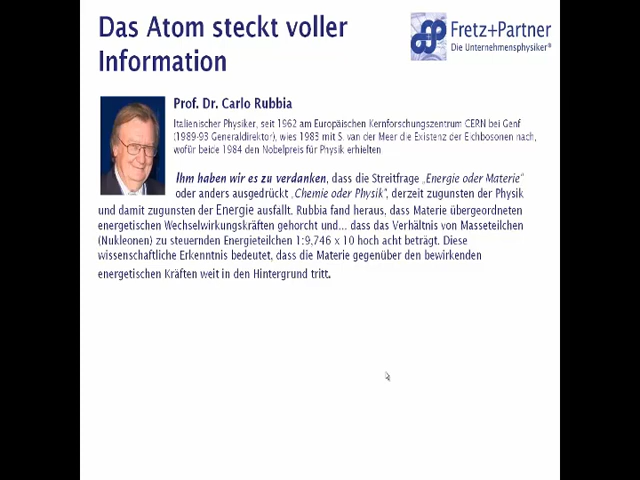 Das Atom steckt voller
Information
Fretz+Partner
Die Unternehmensphysiker®
Prof. Dr. Carlo Rubbia
Italienischer Physiker, seit 1962 am Europäischen Kernforschungszentrum CERN bei Genf
(1989-93 Generaldirektor), wies 1983 mit S. van der Meer die Existenz der Eichbosonen nach,
wofür beide 1984 den Nobelpreis für Physik erhielten
Ihm haben wir es zu verdanken, dass die Streitfrage „Energie oder Materie“
oder anders ausgedrückt „Chemie oder Physik“, derzeit zugunsten der Physik
und damit zugunsten der Energie ausfällt. Rubbia fand heraus, dass Materie übergeordneten
energetischen Wechselwirkungskräften gehorcht und... dass das Verhältnis von Masseteilchen
(Nukleonen) zu steuernden Energieteilchen 1:9,746 x 10 hoch acht beträgt. Diese
wissenschaftliche Erkenntnis bedeutet, dass die Materie gegenüber den bewirkenden
energetischen Kräften weit in den Hintergrund tritt.